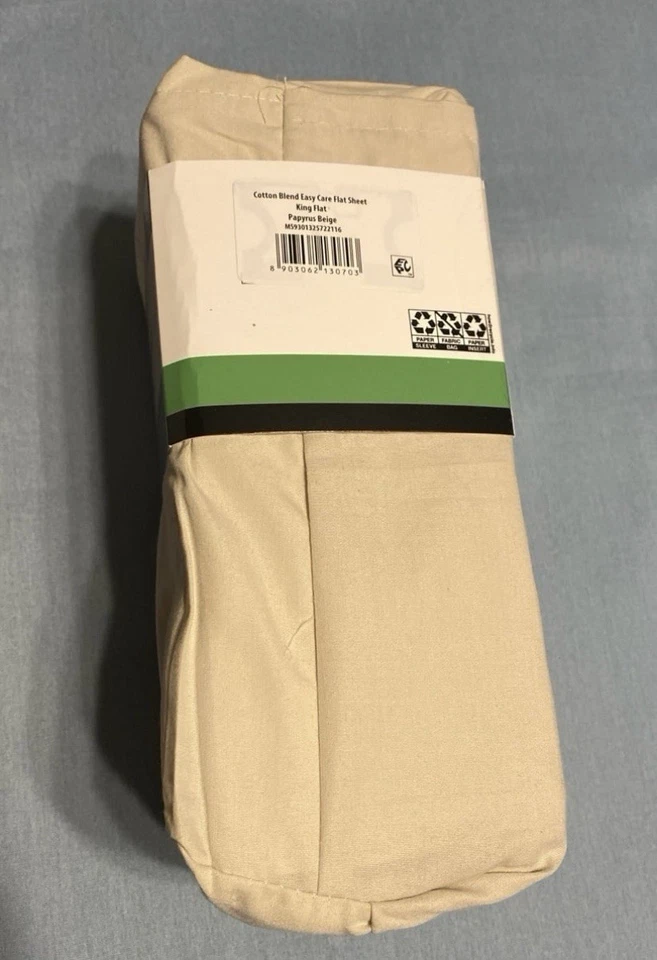 Cotton Blend Easy Care Flat Sheet
King Flat
Papyrus Beige
MS9301325722116
8 903062 130703
PAPER SLEEVE
FABRIC BAG
PAPER INSERT